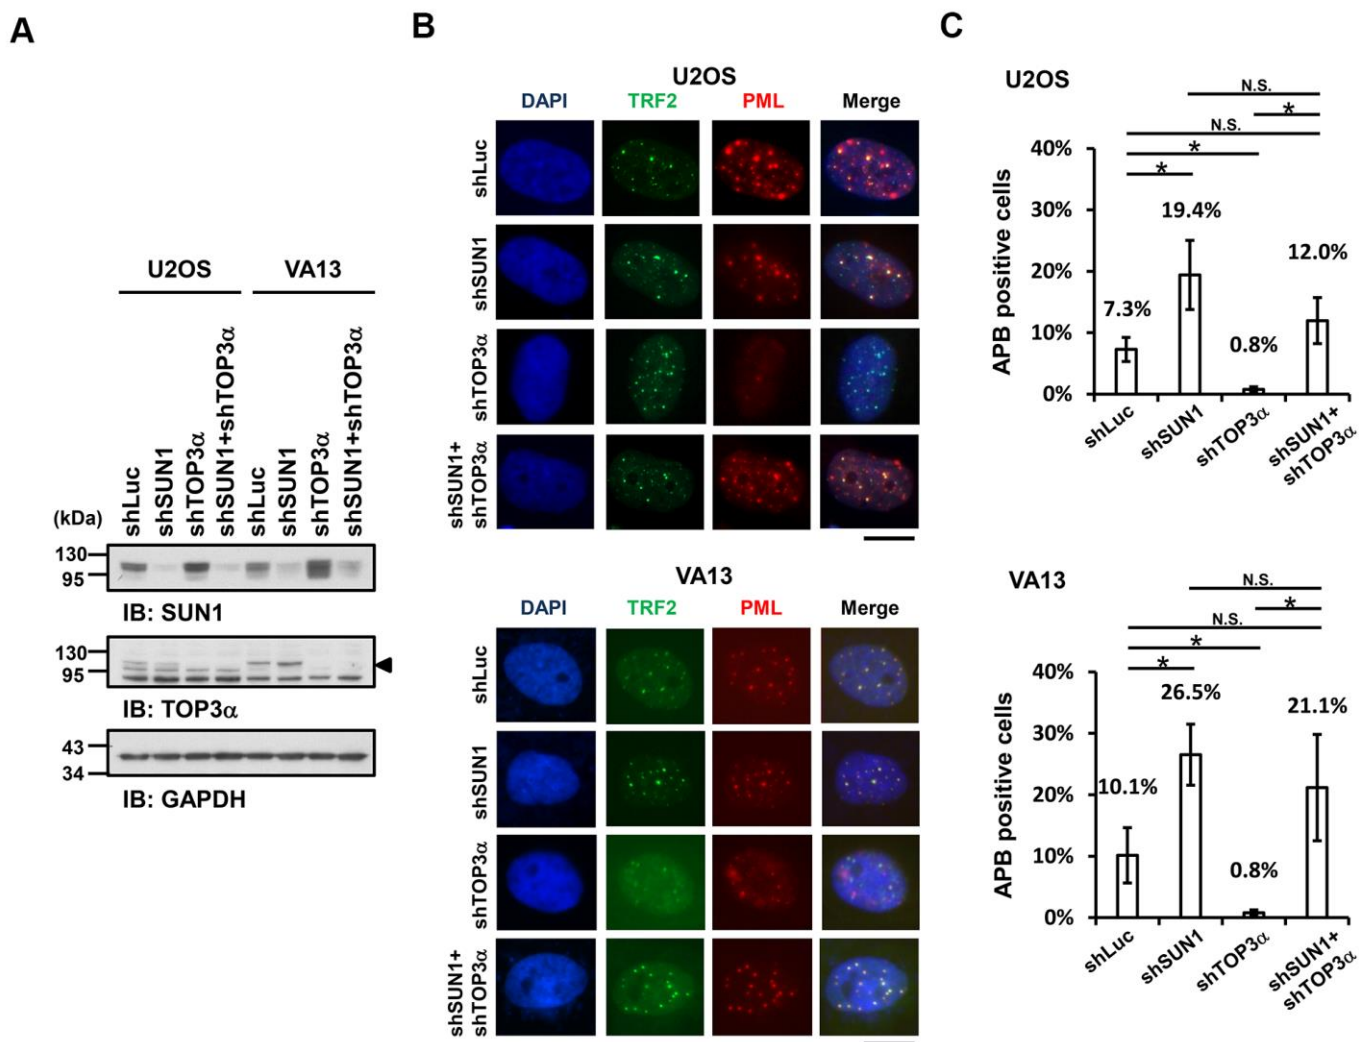 A
U2OS VA13
(kDa) shLuc shSUN1 shTOP3α shSUN1+shTOP3α shLuc shSUN1 shTOP3α shSUN1+shTOP3α
130
95
IB: SUN1
130
95
IB: TOP3α
43
34
IB: GAPDH
B
U2OS
DAPI TRF2 PML Merge
shLuc
shSUN1
shTOP3α
shSUN1+
shTOP3α
VA13
DAPI TRF2 PML Merge
shLuc
shSUN1
shTOP3α
shSUN1+
shTOP3α
C
U2OS
N.S.
*
N.S.
*
*
APB positive cells
40%
30%
20%
10%
0%
7.3%
19.4%
0.8%
12.0%
shLuc
shSUN1
shTOP3α
shSUN1+
shTOP3α
VA13
N.S.
*
N.S.
*
*
APB positive cells
40%
30%
20%
10%
0%
10.1%
26.5%
0.8%
21.1%
shLuc
shSUN1
shTOP3α
shSUN1+
shTOP3α